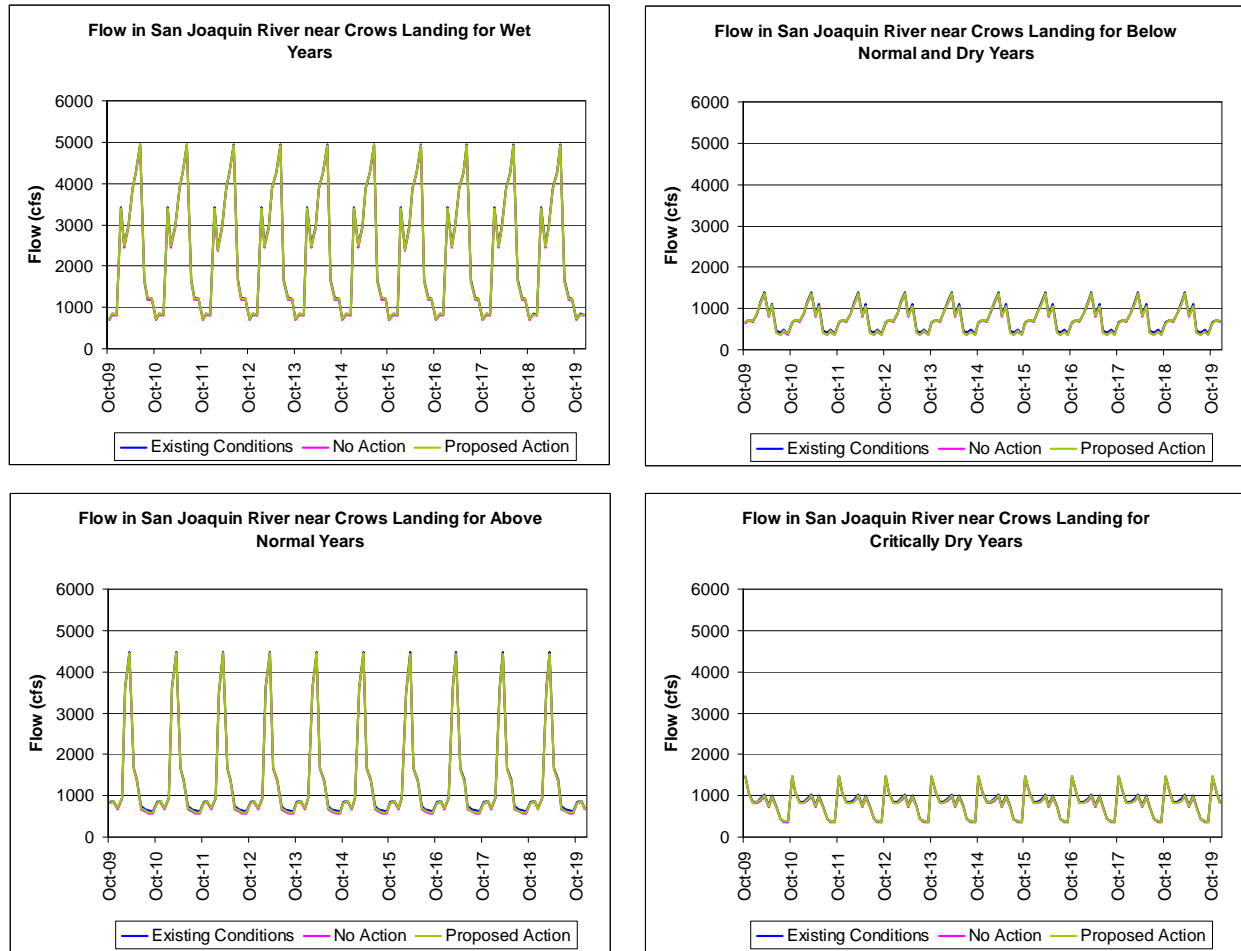 Flow in San Joaquin River near Crows Landing for Wet
Years
Flow (cfs)
6000
5000
4000
3000
2000
1000
0
Oct-09
Oct-10
Oct-11
Oct-12
Oct-13
Oct-14
Oct-15
Oct-16
Oct-17
Oct-18
Oct-19
Existing Conditions No Action Proposed Action
Flow in San Joaquin River near Crows Landing for Below
Normal and Dry Years
Flow (cfs)
6000
5000
4000
3000
2000
1000
0
Oct-09
Oct-10
Oct-11
Oct-12
Oct-13
Oct-14
Oct-15
Oct-16
Oct-17
Oct-18
Oct-19
Existing Conditions No Action Proposed Action
Flow in San Joaquin River near Crows Landing for Above
Normal Years
Flow (cfs)
6000
5000
4000
3000
2000
1000
0
Oct-09
Oct-10
Oct-11
Oct-12
Oct-13
Oct-14
Oct-15
Oct-16
Oct-17
Oct-18
Oct-19
Existing Conditions No Action Proposed Action
Flow in San Joaquin River near Crows Landing for
Critically Dry Years
Flow (cfs)
6000
5000
4000
3000
2000
1000
0
Oct-09
Oct-10
Oct-11
Oct-12
Oct-13
Oct-14
Oct-15
Oct-16
Oct-17
Oct-18
Oct-19
Existing Conditions No Action Proposed Action